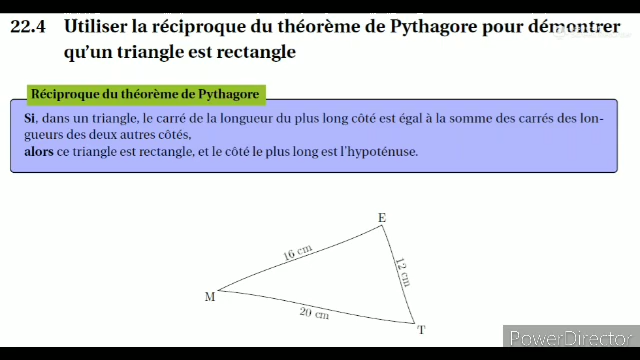 22.4 Utiliser la réciproque du théorème de Pythagore pour démontrer
qu'un triangle est rectangle
Réciproque du théorème de Pythagore
Si, dans un triangle, le carré de la longueur du plus long côté est égal à la somme des carrés des lon-
gueurs des deux autres côtés,
alors ce triangle est rectangle, et le côté le plus long est l'hypoténuse.
E
16 cm
12 cm
M
20 cm
T
PowerDirector